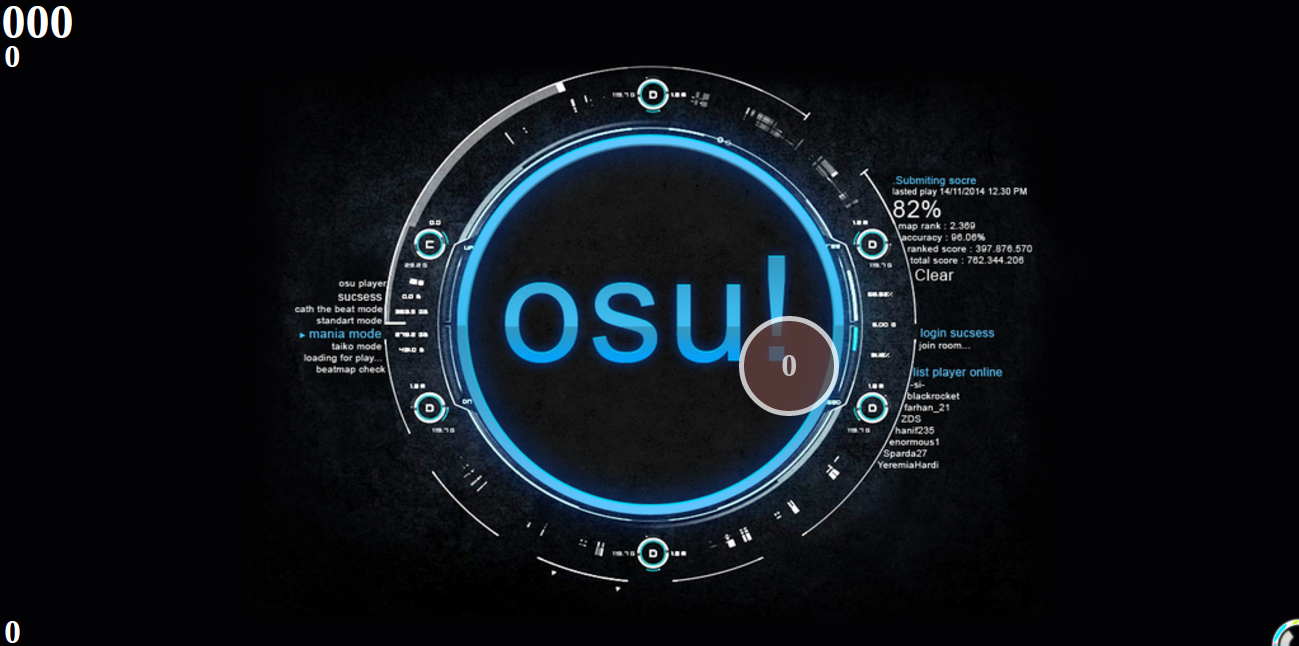 000
0
D
.Submiting socre
lasted play 14/11/2014 12.30 PM
82%
map rank : 2.369
accuracy : 96.06%
ranked score : 397.876.570
total score : 762.344.206
Clear
0.0
D
osu player
sucsess
cath the beat mode
standart mode
▸ mania mode
taiko mode
loading for play...
beatmap check
osu!
0
login sucsess
join room...
list player online
-si-
blackrocket
farhan_21
ZDS
hanif235
enormous1
Sparda27
YeremiaHardi
D
D
D
0